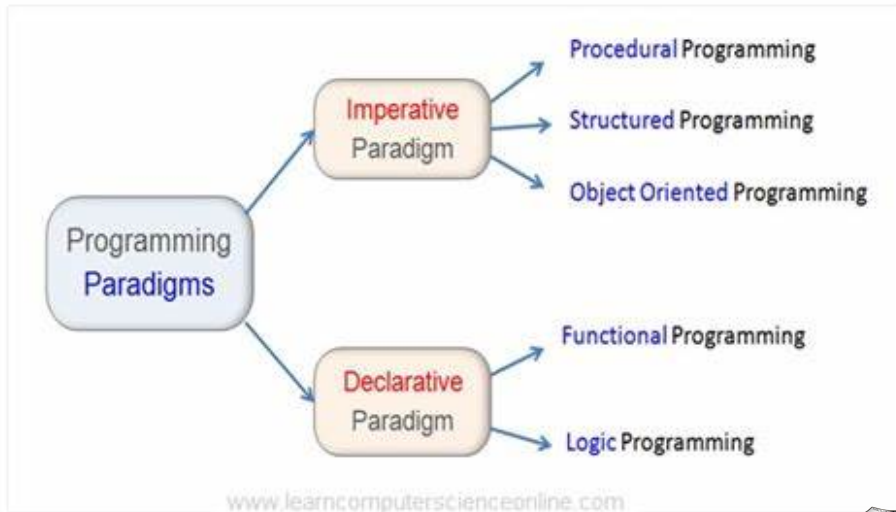 Programming
Paradigms
Imperative
Paradigm
Procedural Programming
Structured Programming
Object Oriented Programming
Declarative
Paradigm
Functional Programming
Logic Programming
www.learncomputerscienceonline.com